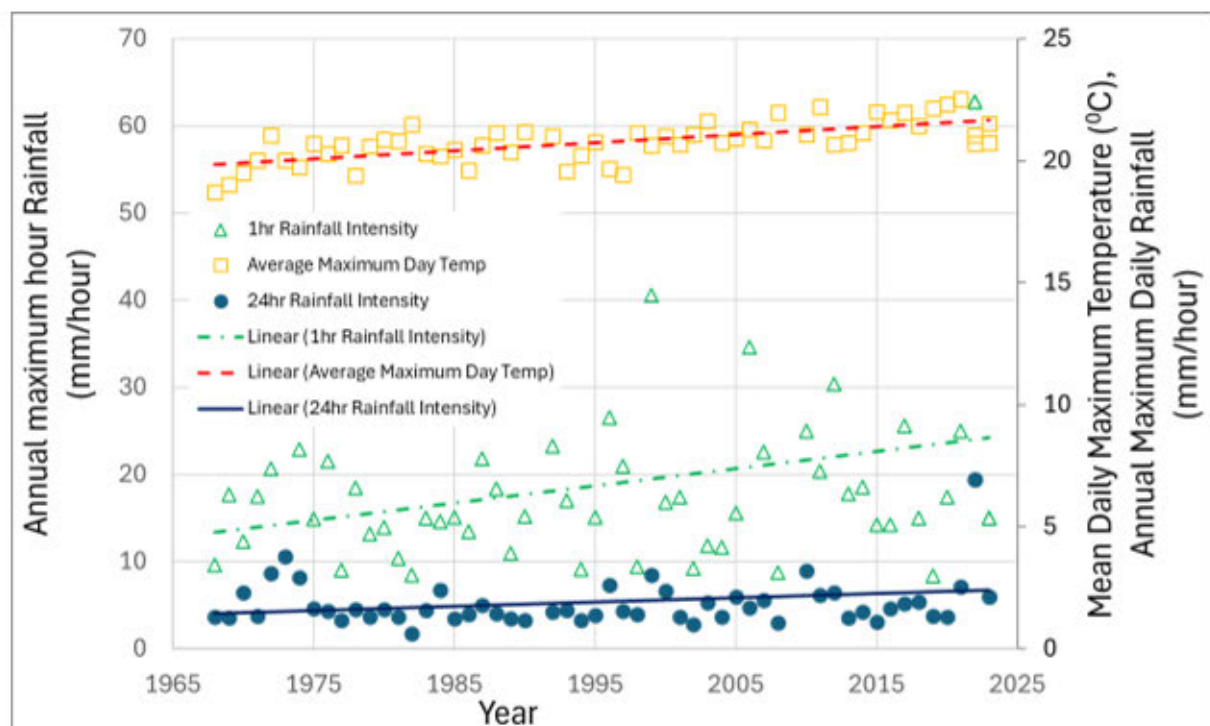 70
60
50
40
30
20
10
0
Annual maximum hour Rainfall
(mm/hour)
1hr Rainfall Intensity
Average Maximum Day Temp
24hr Rainfall Intensity
Linear (1hr Rainfall Intensity)
Linear (Average Maximum Day Temp)
Linear (24hr Rainfall Intensity)
25
20
15
10
5
0
Mean Daily Maximum Temperature (⁰C),
Annual Maximum Daily Rainfall
(mm/hour)
1965 1975 1985 1995 2005 2015 2025
Year